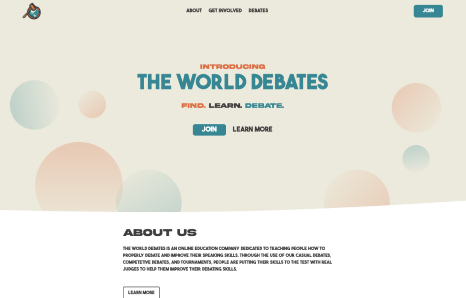 ABOUT GET INVOLVED DEBATES JOIN
INTRODUCING
THE WORLD DEBATES
FIND. LEARN. DEBATE.
JOIN LEARN MORE
ABOUT US
THE WORLD DEBATES IS AN ONLINE EDUCATION COMPANY DEDICATED TO TEACHING PEOPLE HOW TO
PROPERLY DEBATE AND IMPROVE THEIR SPEAKING SKILLS. THROUGH THE USE OF OUR CASUAL DEBATES,
COMPETETIVE DEBATES, AND TOURNAMENTS, PEOPLE ARE PUTTING THEIR SKILLS TO THE TEST WITH REAL
JUDGES TO HELP THEM IMPROVE THEIR DEBATING SKILLS.
LEARN MORE